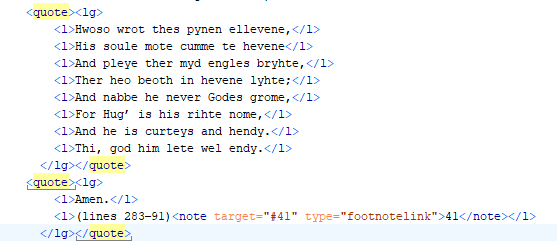 <quote><lg>
<l>Hwoso wrot thes pynen ellevene,</l>
<l>His soule mote cumme te hevene</l>
<l>And pleye ther myd engles bryhte,</l>
<l>Ther heo beoth in hevene lyhte;</l>
<l>And nabbe he never Godes grome,</l>
<l>For Hug’ is his rihte nome,</l>
<l>And he is curteys and hendy.</l>
<l>Thi, god him lete wel endy.</l>
</lg></quote>
<quote><lg>
<l>Amen.</l>
<l>(lines 283-91)<note target="#41" type="footnotelink">41</note></l>
</lg></quote>